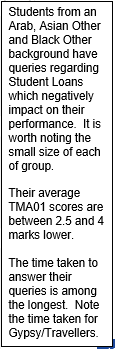 Students from an
Arab, Asian Other
and Black Other
background have
queries regarding
Student Loans
which negatively
impact on their
performance.  It is
worth noting the
small size of each
of group.

Their average
TMA01 scores are
between 2.5 and 4
marks lower.

The time taken to
answer their
queries is among
the longest.  Note
the time taken for
Gypsy/Travellers.